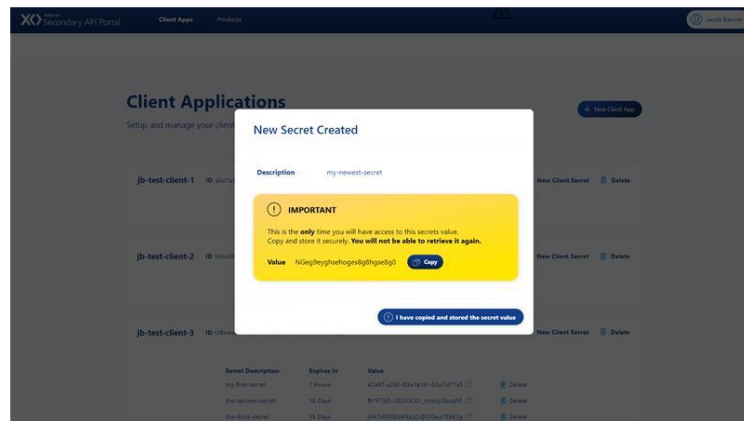 Secondary API Portal
Client Apps
Products
Client Applications
New Client App
Setup and manage your client
New Secret Created
Description my-newest-secret
IMPORTANT
This is the only time you will have access to this secrets value.
Copy and store it securely. You will not be able to retrieve it again.
Value NGeg9eyghsehoges8g8hgse8g0 Copy
I have copied and stored the secret value
jb-test-client-1 ID
New Client Secret Delete
jb-test-client-2 ID
New Client Secret Delete
jb-test-client-3 ID
New Client Secret Delete
Secret Description Expires In Value
my-first-secret 7 Hours Delete
the-second-secret 10 Days Delete
the-third-secret 18 Days Delete